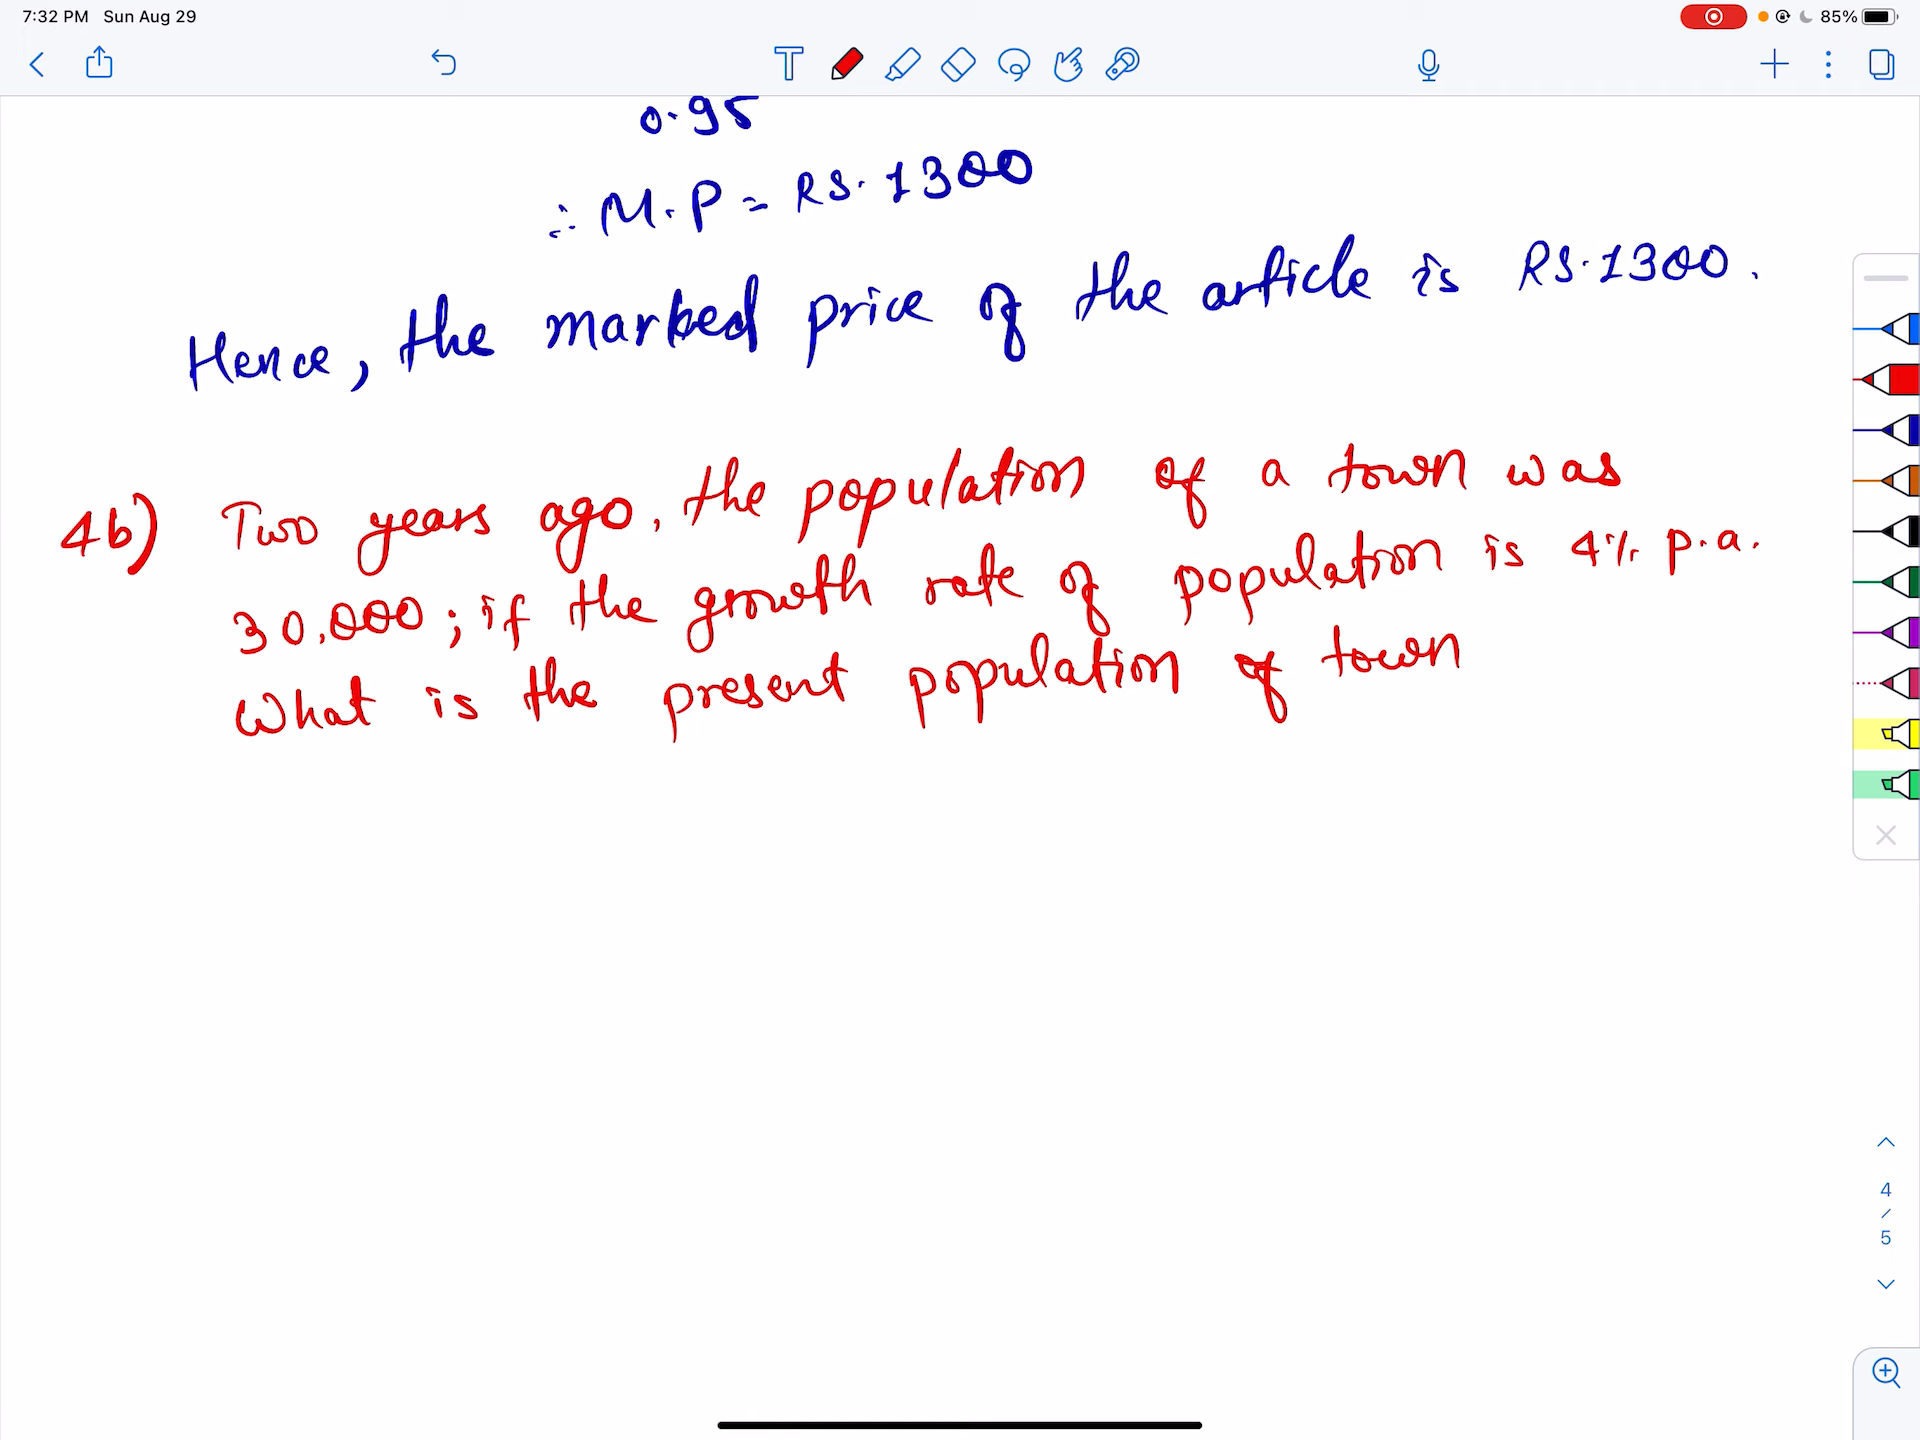 7:32 PM Sun Aug 29
85%
0.95
∴ M.P = RS. 1300
Hence, the marked price of the article is RS. 1300.
4b) Two years ago, the population of a town was
30,000; if the growth rate of population is 4% p.a.
What is the present population of town
4
/
5